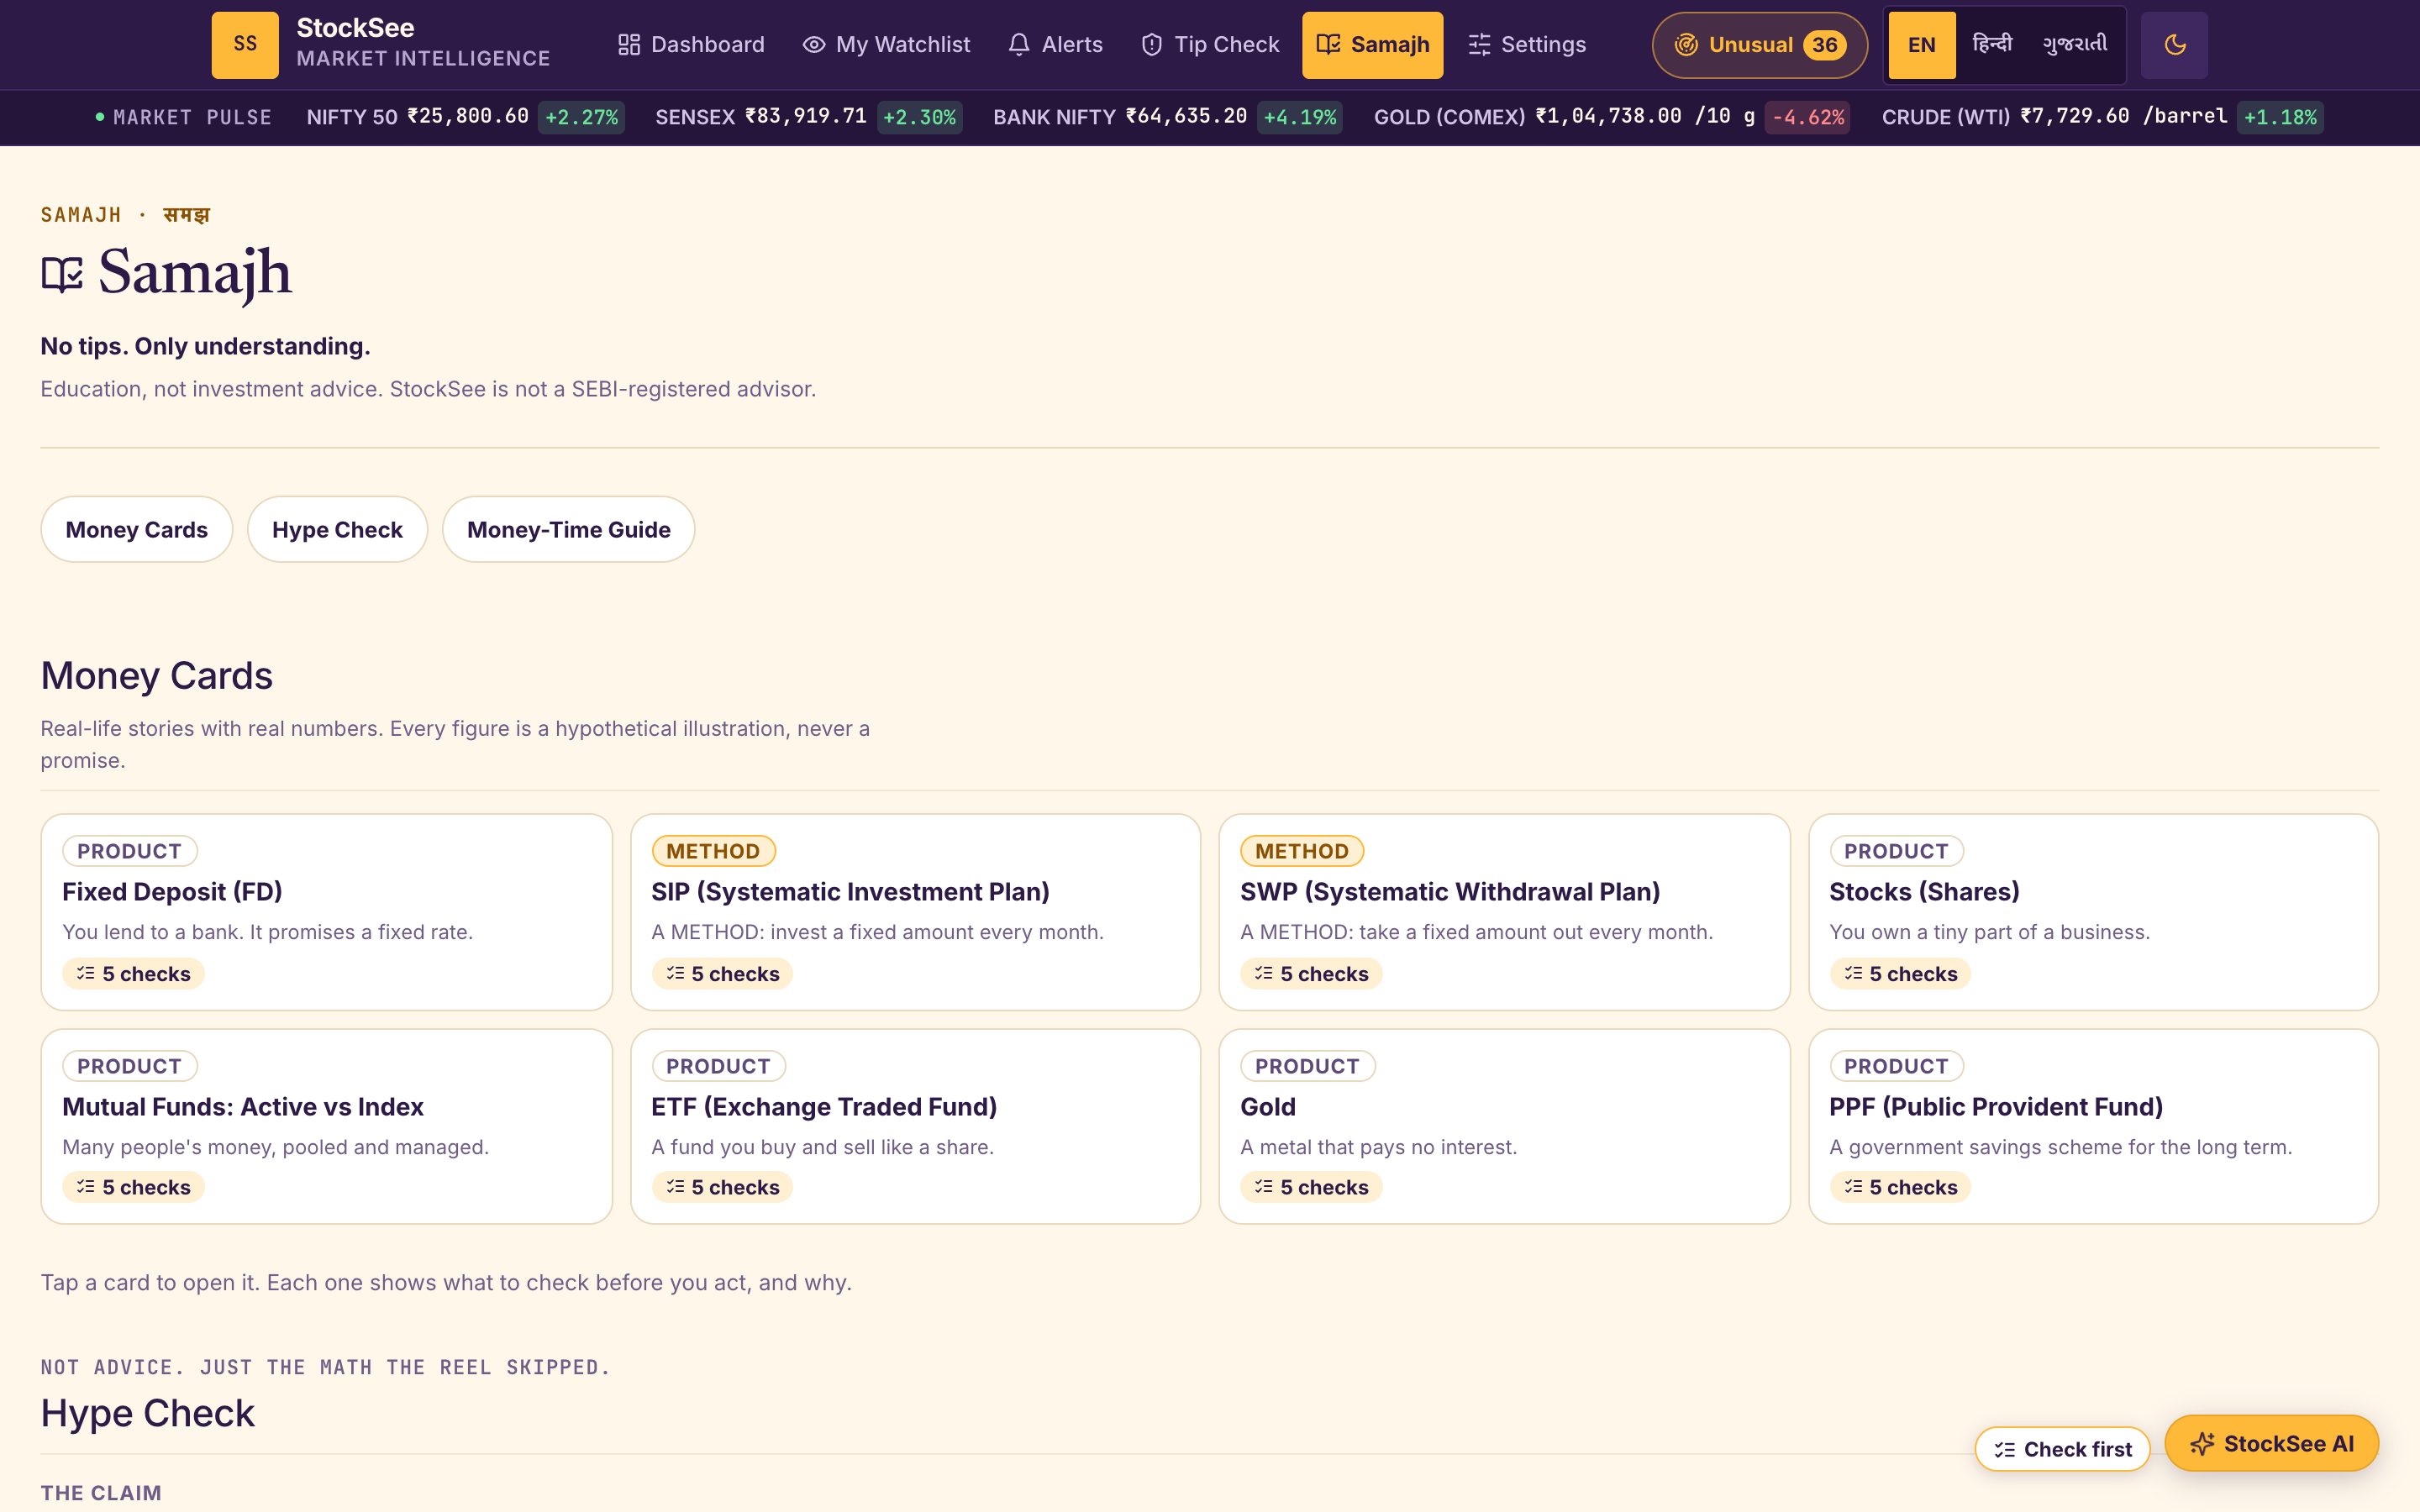 SS
StockSee
MARKET INTELLIGENCE
Dashboard
My Watchlist
Alerts
Tip Check
Samajh
Settings
Unusual 36
EN
हिन्दी
ગુજરાતી
MARKET PULSE
NIFTY 50 ₹25,800.60 +2.27%
SENSEX ₹83,919.71 +2.30%
BANK NIFTY ₹64,635.20 +4.19%
GOLD (COMEX) ₹1,04,738.00 /10 g -4.62%
CRUDE (WTI) ₹7,729.60 /barrel +1.18%
SAMAJH · समझ
Samajh
No tips. Only understanding.
Education, not investment advice. StockSee is not a SEBI-registered advisor.
Money Cards
Hype Check
Money-Time Guide
Money Cards
Real-life stories with real numbers. Every figure is a hypothetical illustration, never a
promise.
PRODUCT
Fixed Deposit (FD)
You lend to a bank. It promises a fixed rate.
5 checks
METHOD
SIP (Systematic Investment Plan)
A METHOD: invest a fixed amount every month.
5 checks
METHOD
SWP (Systematic Withdrawal Plan)
A METHOD: take a fixed amount out every month.
5 checks
PRODUCT
Stocks (Shares)
You own a tiny part of a business.
5 checks
PRODUCT
Mutual Funds: Active vs Index
Many people's money, pooled and managed.
5 checks
PRODUCT
ETF (Exchange Traded Fund)
A fund you buy and sell like a share.
5 checks
PRODUCT
Gold
A metal that pays no interest.
5 checks
PRODUCT
PPF (Public Provident Fund)
A government savings scheme for the long term.
5 checks
Tap a card to open it. Each one shows what to check before you act, and why.
NOT ADVICE. JUST THE MATH THE REEL SKIPPED.
Hype Check
Check first
StockSee AI
THE CLAIM